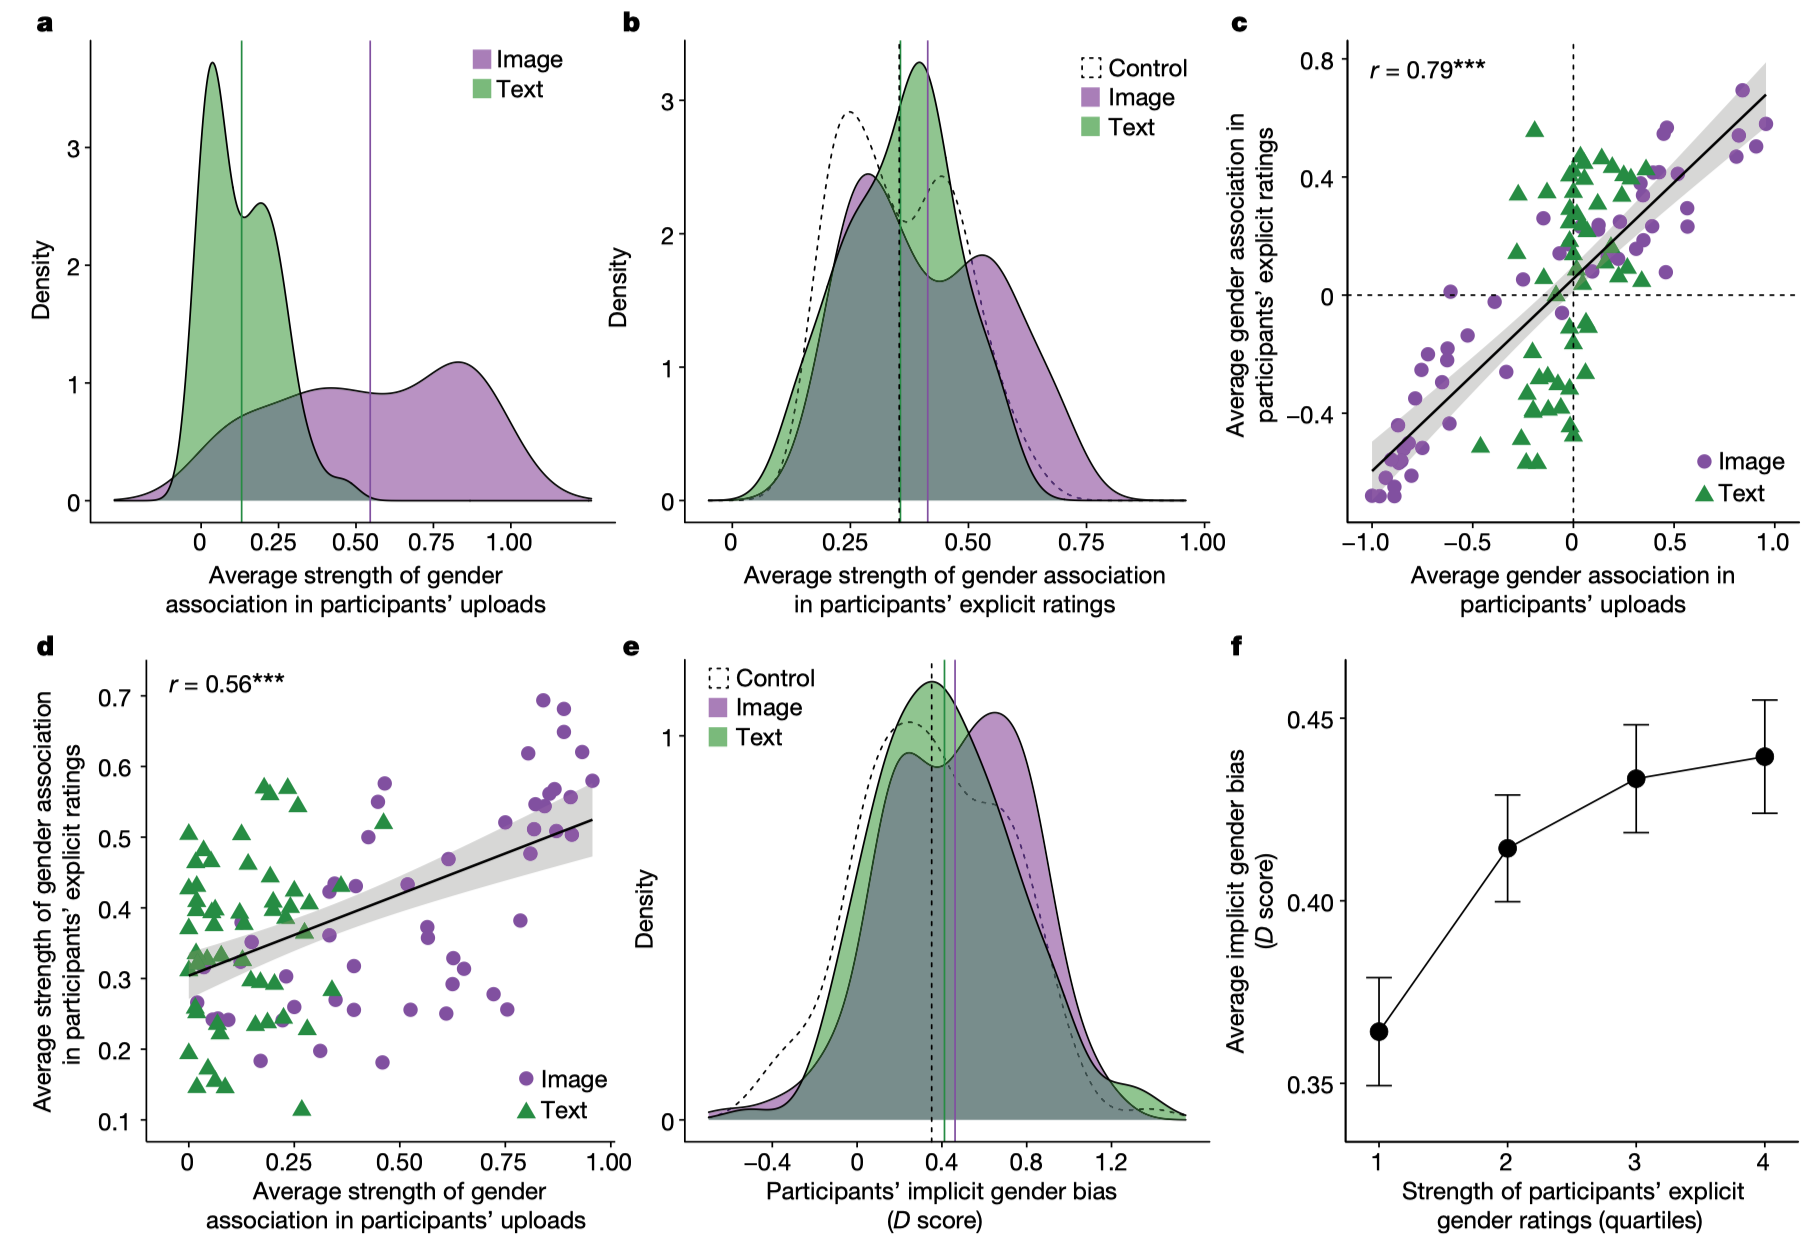 a
Image
Text
Density
3
2
1
0
0 0.25 0.50 0.75 1.00
Average strength of gender
association in participants’ uploads
b
Control
Image
Text
Density
3
2
1
0
0 0.25 0.50 0.75 1.00
Average strength of gender association
in participants’ explicit ratings
c
r = 0.79***
Average gender association in
participants’ explicit ratings
0.8
0.4
0
−0.4
Image
Text
−1.0 −0.5 0 0.5 1.0
Average gender association in
participants’ uploads
d
r = 0.56***
Average strength of gender association
in participants’ explicit ratings
0.7
0.6
0.5
0.4
0.3
0.2
0.1
Image
Text
0 0.25 0.50 0.75 1.00
Average strength of gender
association in participants’ uploads
e
Control
Image
Text
Density
1
0
−0.4 0 0.4 0.8 1.2
Participants’ implicit gender bias
(D score)
f
Average implicit gender bias
(D score)
0.45
0.40
0.35
1 2 3 4
Strength of participants’ explicit
gender ratings (quartiles)